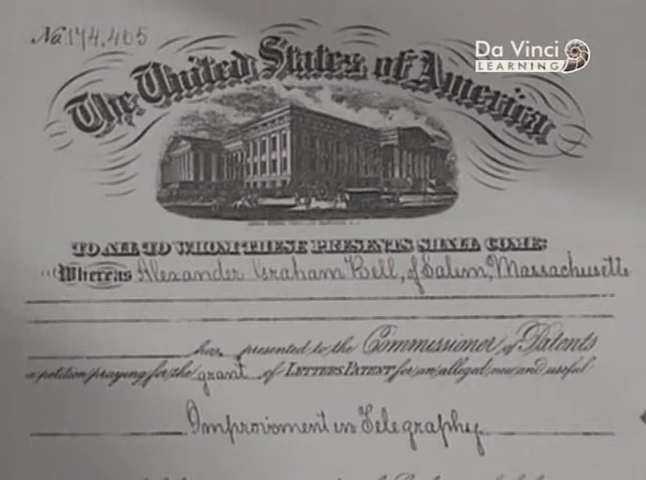 No. 174,465
Da Vinci
LEARNING
The United States of America
TO ALL TO WHOM THESE PRESENTS SHALL COME:
Whereas Alexander Graham Bell, of Salem, Massachusetts
has presented to the Commissioner of Patents
a petition praying for the grant of LETTERS PATENT for an alleged new and useful
Improvement in Telegraphy